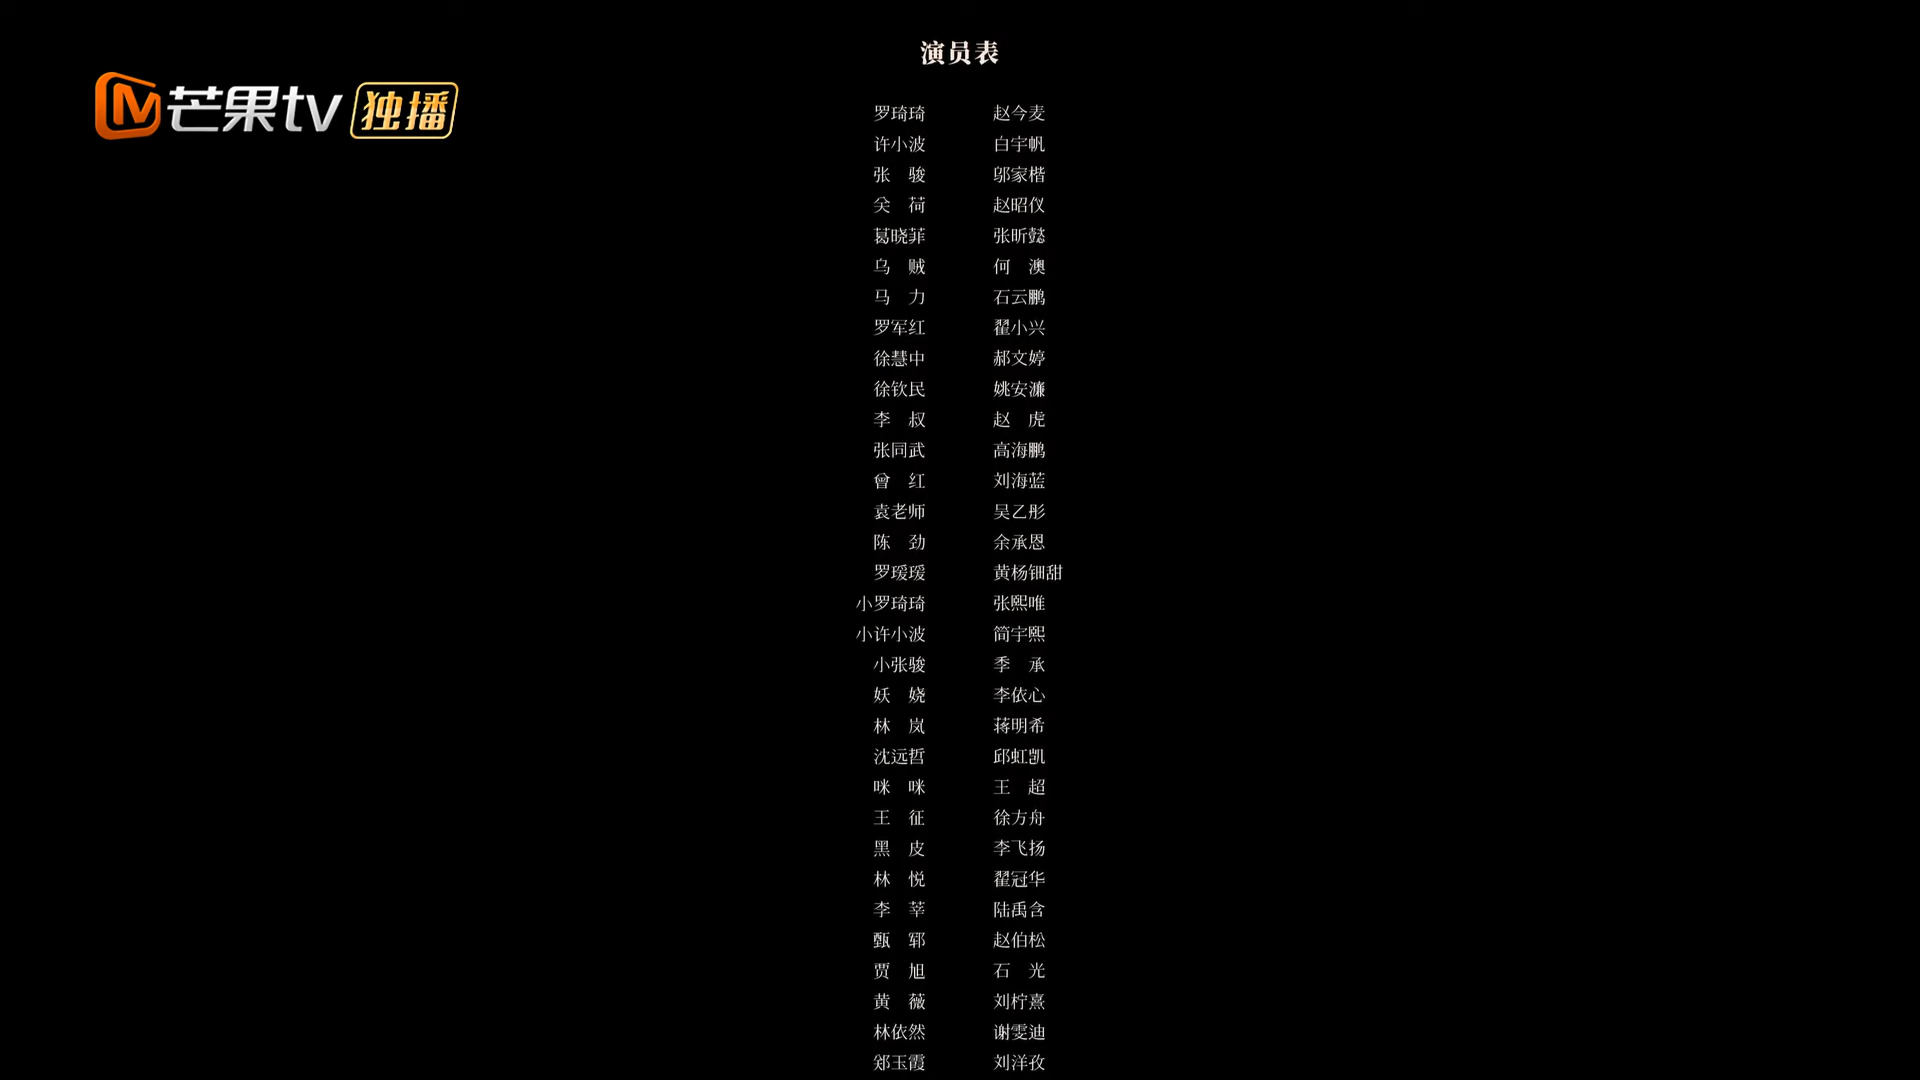 演员表
芒果tv 独播
罗琦琦 赵今麦
许小波 白宇帆
张 骏 邬家楷
关 荷 赵昭仪
葛晓菲 张昕懿
乌 贼 何 澳
马 力 石云鹏
罗军红 翟小兴
徐慧中 郝文婷
徐钦民 姚安濂
李 叔 赵 虎
张同武 高海鹏
曾 红 刘海蓝
袁老师 吴乙彤
陈 劲 余承恩
罗瑗瑗 黄杨钿甜
小罗琦琦 张熙唯
小许小波 简宇熙
小张骏 季 承
妖 娆 李依心
林 岚 蒋明希
沈远哲 邱虹凯
咪 咪 王 超
王 征 徐方舟
黑 皮 李飞扬
林 悦 翟冠华
李 莘 陆禹含
甄 郓 赵伯松
贾 旭 石 光
黄 薇 刘柠熹
林依然 谢雯迪
郑玉霞 刘洋孜